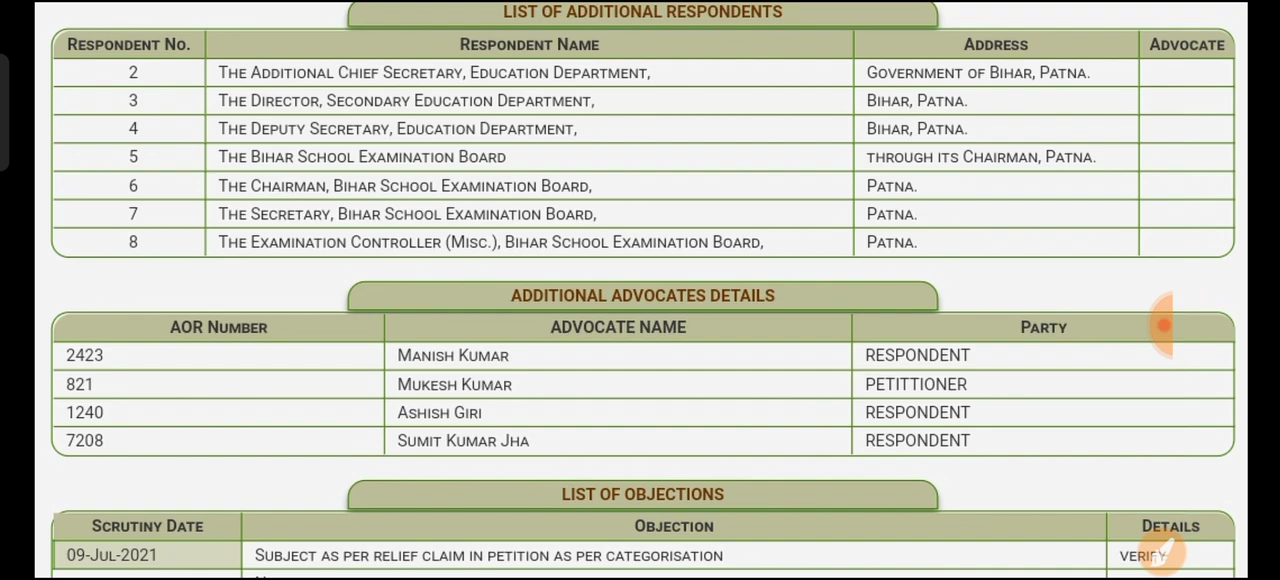 LIST OF ADDITIONAL RESPONDENTS
RESPONDENT NO. RESPONDENT NAME ADDRESS ADVOCATE
2 THE ADDITIONAL CHIEF SECRETARY, EDUCATION DEPARTMENT, GOVERNMENT OF BIHAR, PATNA.
3 THE DIRECTOR, SECONDARY EDUCATION DEPARTMENT, BIHAR, PATNA.
4 THE DEPUTY SECRETARY, EDUCATION DEPARTMENT, BIHAR, PATNA.
5 THE BIHAR SCHOOL EXAMINATION BOARD THROUGH ITS CHAIRMAN, PATNA.
6 THE CHAIRMAN, BIHAR SCHOOL EXAMINATION BOARD, PATNA.
7 THE SECRETARY, BIHAR SCHOOL EXAMINATION BOARD, PATNA.
8 THE EXAMINATION CONTROLLER (MISC.), BIHAR SCHOOL EXAMINATION BOARD, PATNA.
ADDITIONAL ADVOCATES DETAILS
AOR NUMBER ADVOCATE NAME PARTY
2423 MANISH KUMAR RESPONDENT
821 MUKESH KUMAR PETITTIONER
1240 ASHISH GIRI RESPONDENT
7208 SUMIT KUMAR JHA RESPONDENT
LIST OF OBJECTIONS
SCRUTINY DATE OBJECTION DETAILS
09-JUL-2021 SUBJECT AS PER RELIEF CLAIM IN PETITION AS PER CATEGORISATION VERIFY